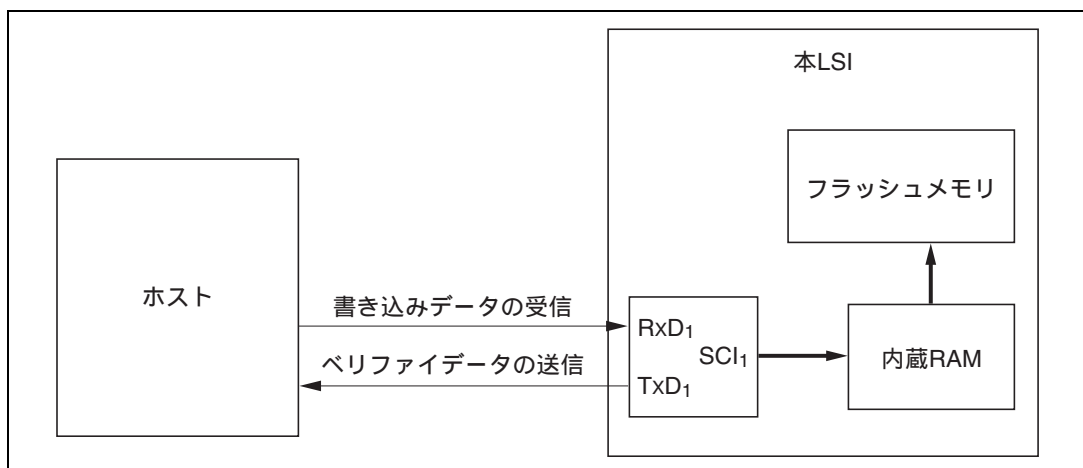 本LSI
フラッシュメモリ
ホスト
書き込みデータの受信
RxD1
SCI1
内蔵RAM
ベリファイデータの送信
TxD1